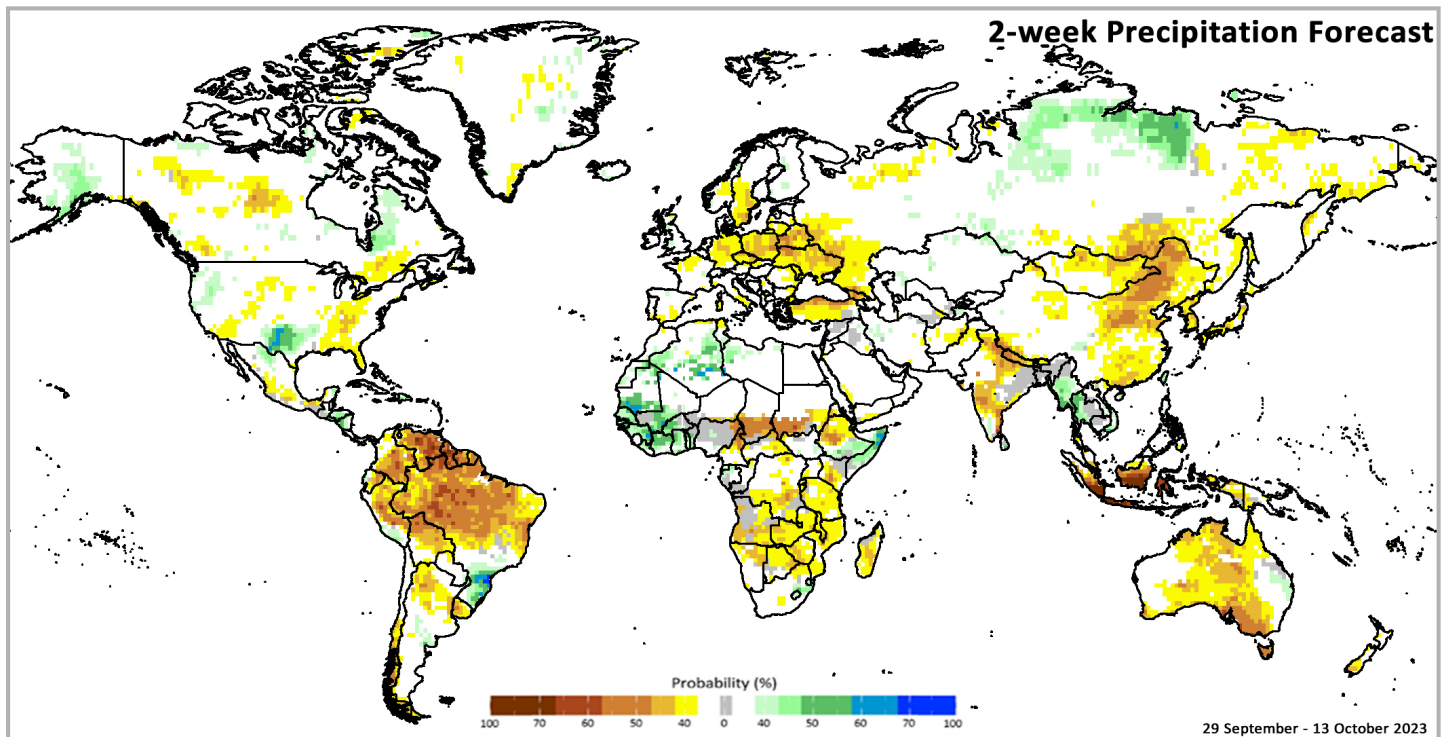 2-week Precipitation Forecast
Probability (%)
100 70 60 50 40 0 40 50 60 70 100
29 September - 13 October 2023